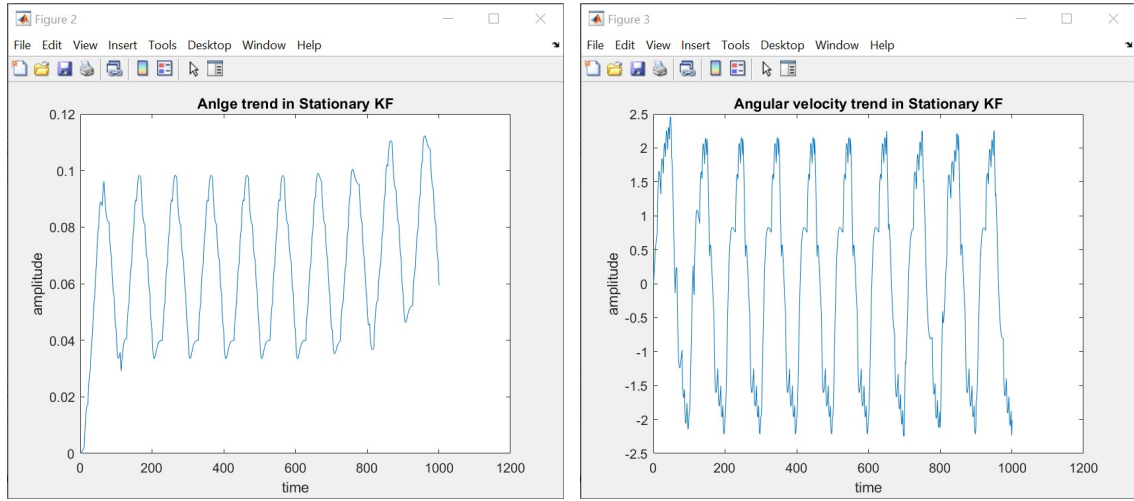 Figure 2
File Edit View Insert Tools Desktop Window Help
Anlge trend in Stationary KF
0.12
0.1
0.08
0.06
0.04
0.02
0
amplitude
0 200 400 600 800 1000 1200
time
Figure 3
File Edit View Insert Tools Desktop Window Help
Angular velocity trend in Stationary KF
2.5
2
1.5
1
0.5
0
-0.5
-1
-1.5
-2
-2.5
amplitude
0 200 400 600 800 1000 1200
time